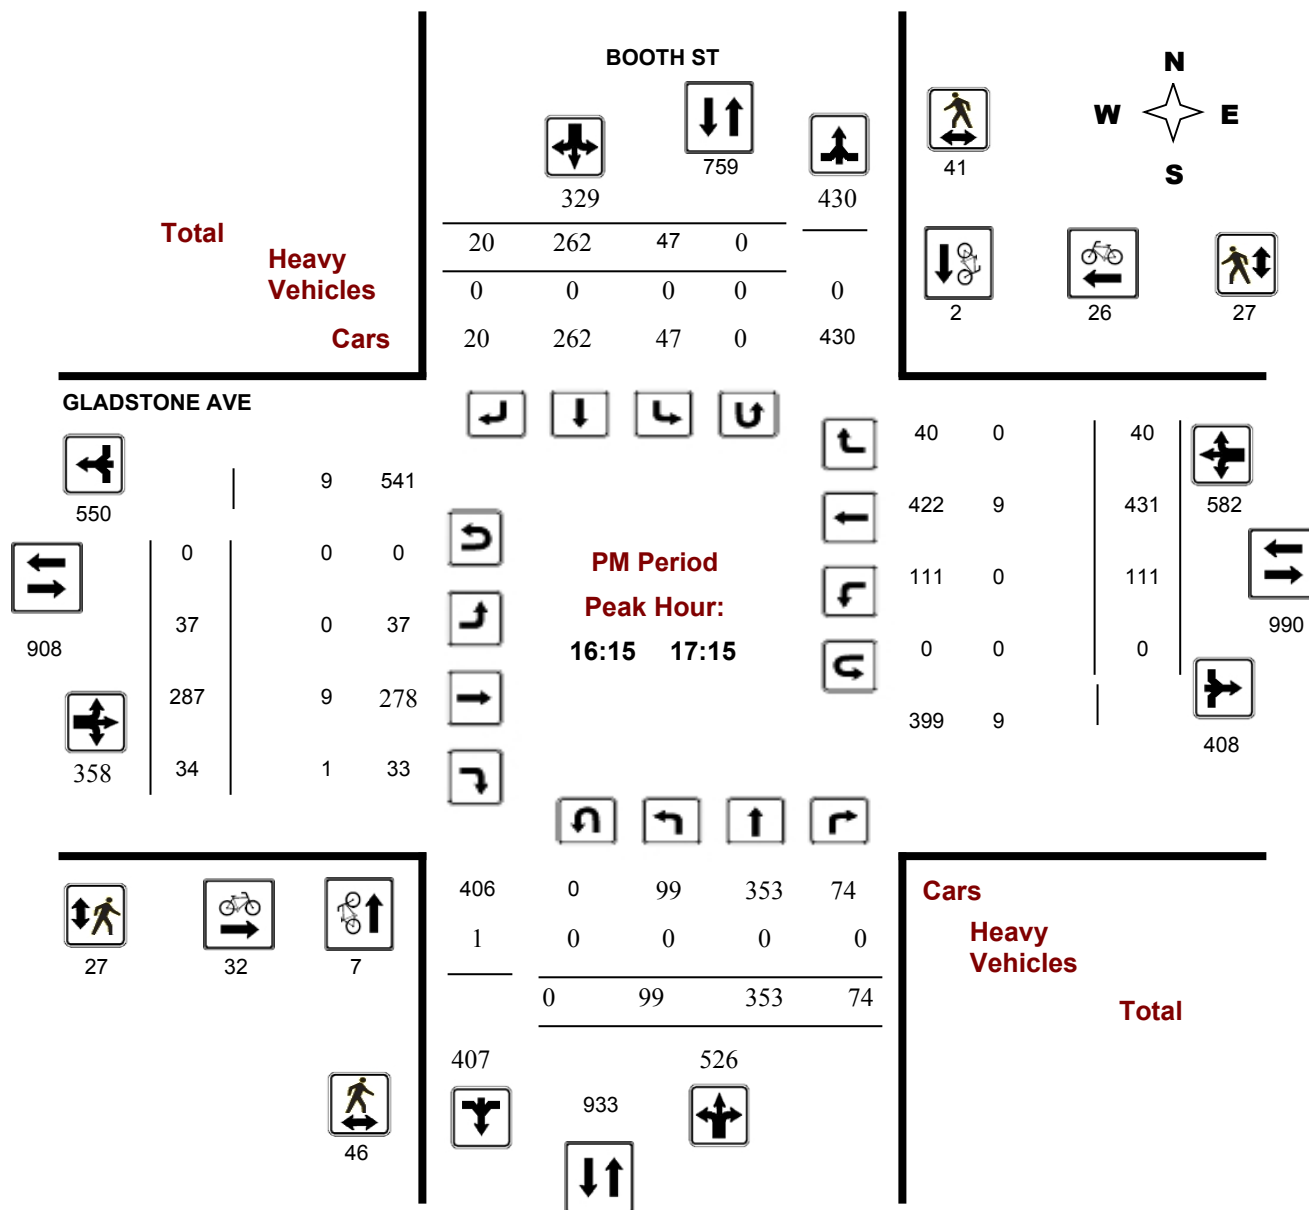 BOOTH ST
N
W E
S
759
41
329
430
Total
20 262 47 0
Heavy
Vehicles
0 0 0 0 0
2 26 27
Cars
20 262 47 0 430
GLADSTONE AVE
40 0 40
9 541
550
422 9 431 582
0 0 0
PM Period
111 0 111
Peak Hour:
37 0 37
990
908
16:15 17:15
0 0 0
287 9 278
399 9
408
358
34 1 33
406 0 99 353 74
Cars
1 0 0 0 0
Heavy
Vehicles
27 32 7
0 99 353 74
Total
407 526
933
46